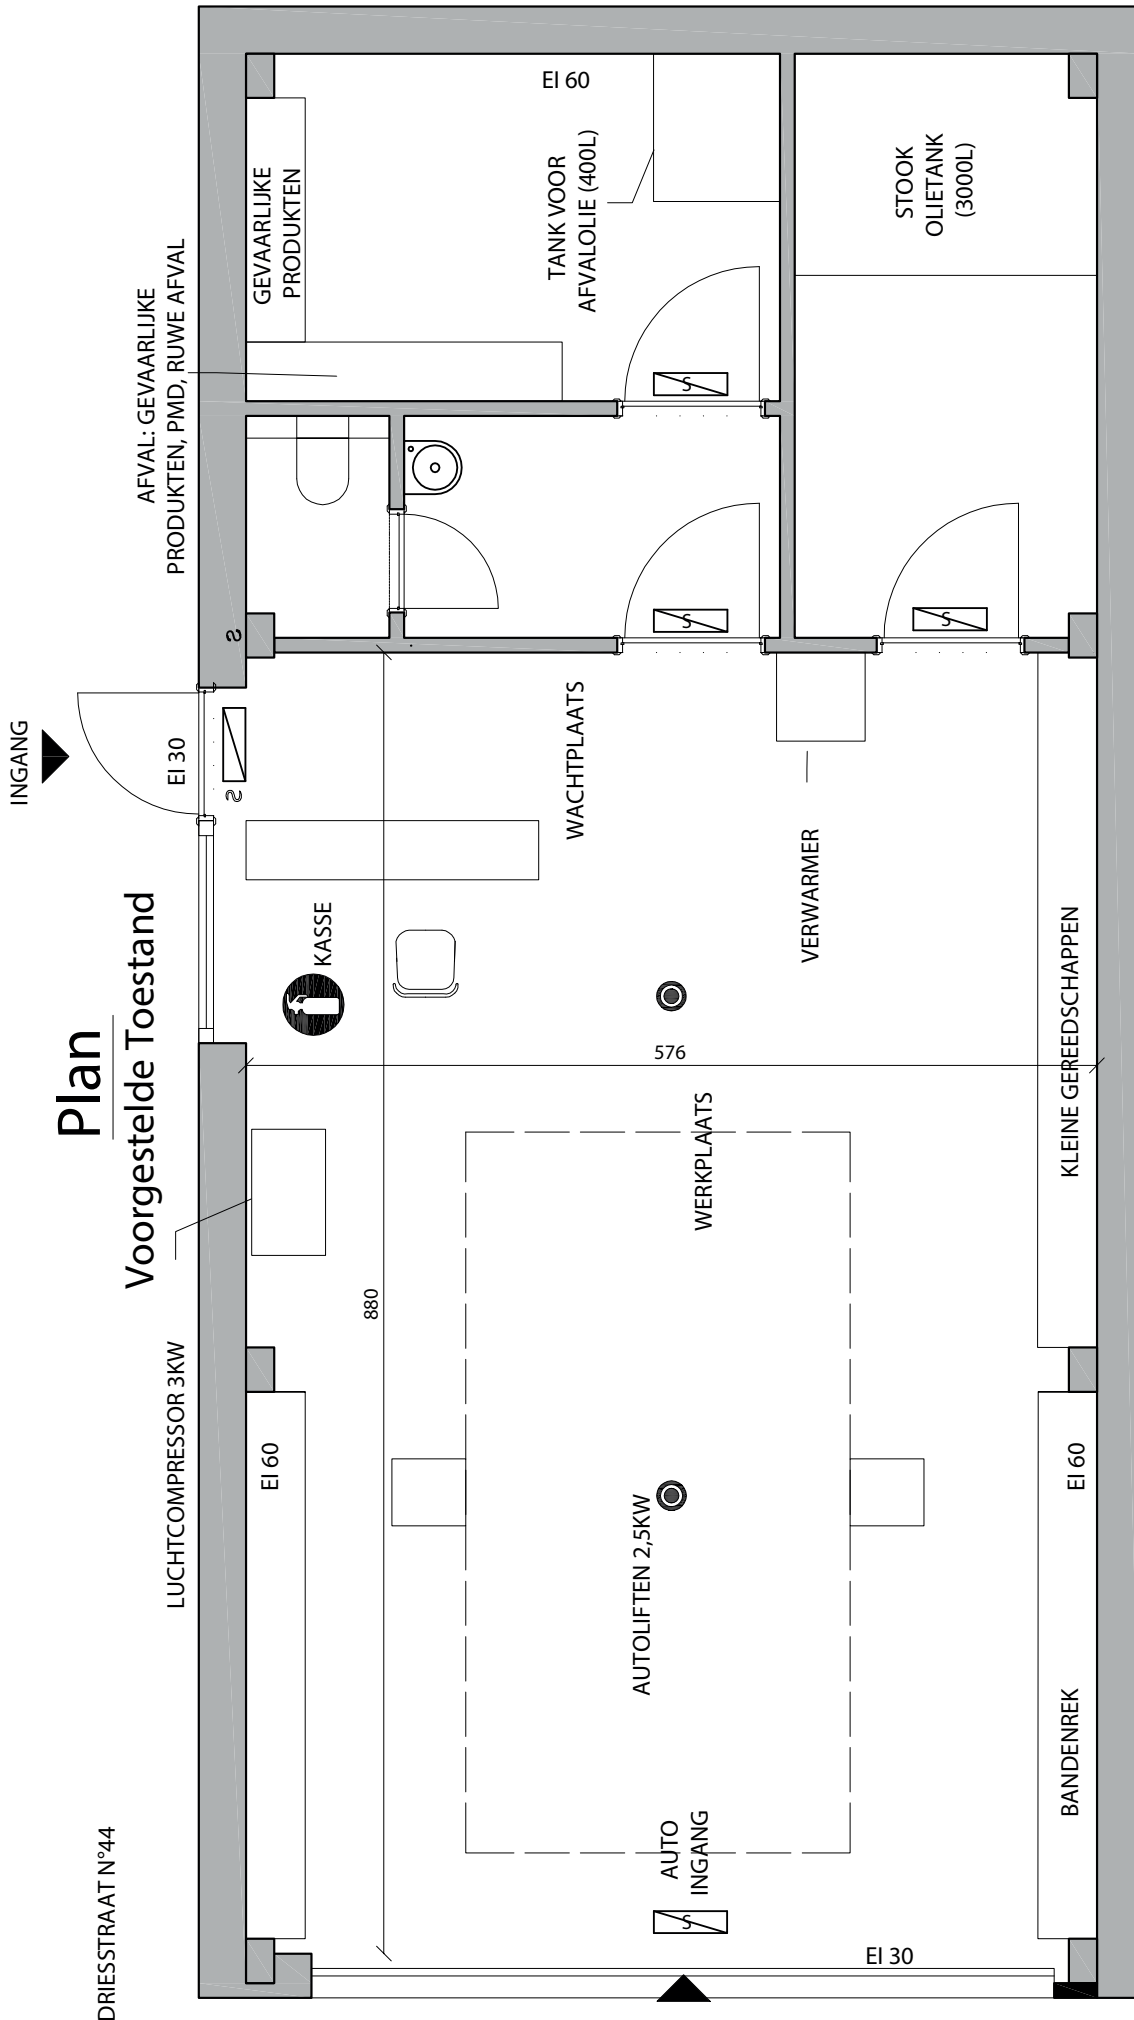 Plan
Voorgestelde Toestand
DRIESSTRAAT N°44
LUCHTCOMPRESSOR 3KW
INGANG
AFVAL: GEVAARLIJKE
PRODUKTEN, PMD, RUWE AFVAL
EI 30
S
S
EI 60
880
KASSE
GEVAARLIJKE
PRODUKTEN
EI 60
TANK VOOR
AFVALOLIE (400L)
WACHTPLAATS
AUTOLIFTEN 2,5KW
576
WERKPLAATS
AUTO
INGANG
S
S
S
VERWARMER
EI 30
STOOK
OLIETANK
(3000L)
S
BANDENREK
EI 60
KLEINE GEREEDSCHAPPEN